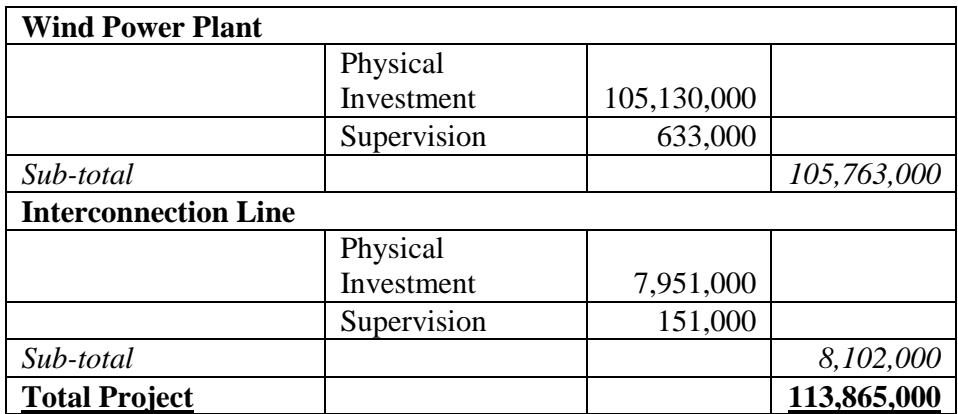 Wind Power Plant
Physical
Investment 105,130,000
Supervision 633,000
Sub-total 105,763,000
Interconnection Line
Physical
Investment 7,951,000
Supervision 151,000
Sub-total 8,102,000
Total Project 113,865,000